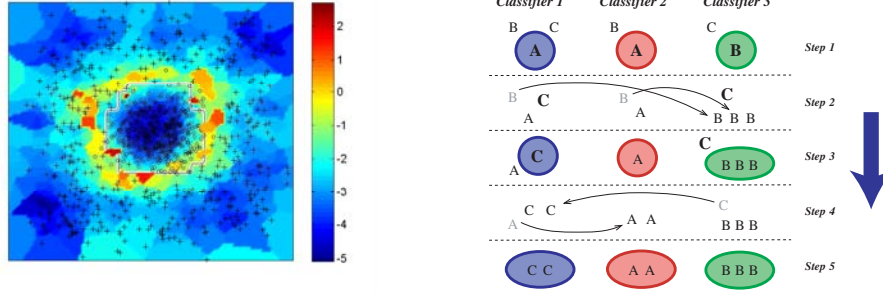 Classifier 1 Classifier 2 Classifier 3
2
1
0
-1
-2
-3
-4
-5
B C B
A A B Step 1
B C B C Step 2
A A B B B
C A C B B B Step 3
A
C C C Step 4
A A A B B B
C C A A B B B Step 5